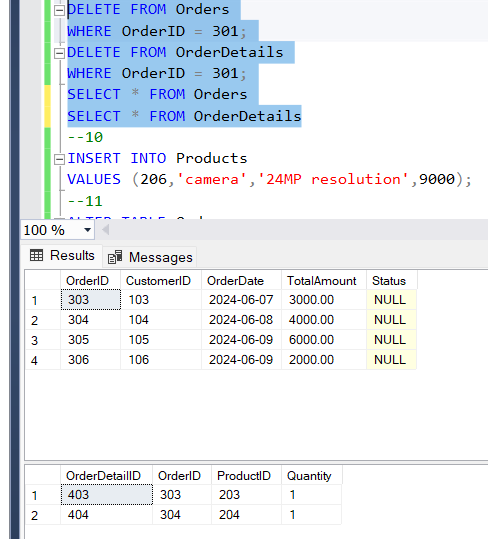 DELETE FROM Orders
WHERE OrderID = 301;
DELETE FROM OrderDetails
WHERE OrderID = 301;
SELECT * FROM Orders
SELECT * FROM OrderDetails
--10
INSERT INTO Products
VALUES (206,'camera','24MP resolution',9000);
--11
100 %
Results Messages
OrderID CustomerID OrderDate TotalAmount Status
1 303 103 2024-06-07 3000.00 NULL
2 304 104 2024-06-08 4000.00 NULL
3 305 105 2024-06-09 6000.00 NULL
4 306 106 2024-06-09 2000.00 NULL
OrderDetailID OrderID ProductID Quantity
1 403 303 203 1
2 404 304 204 1